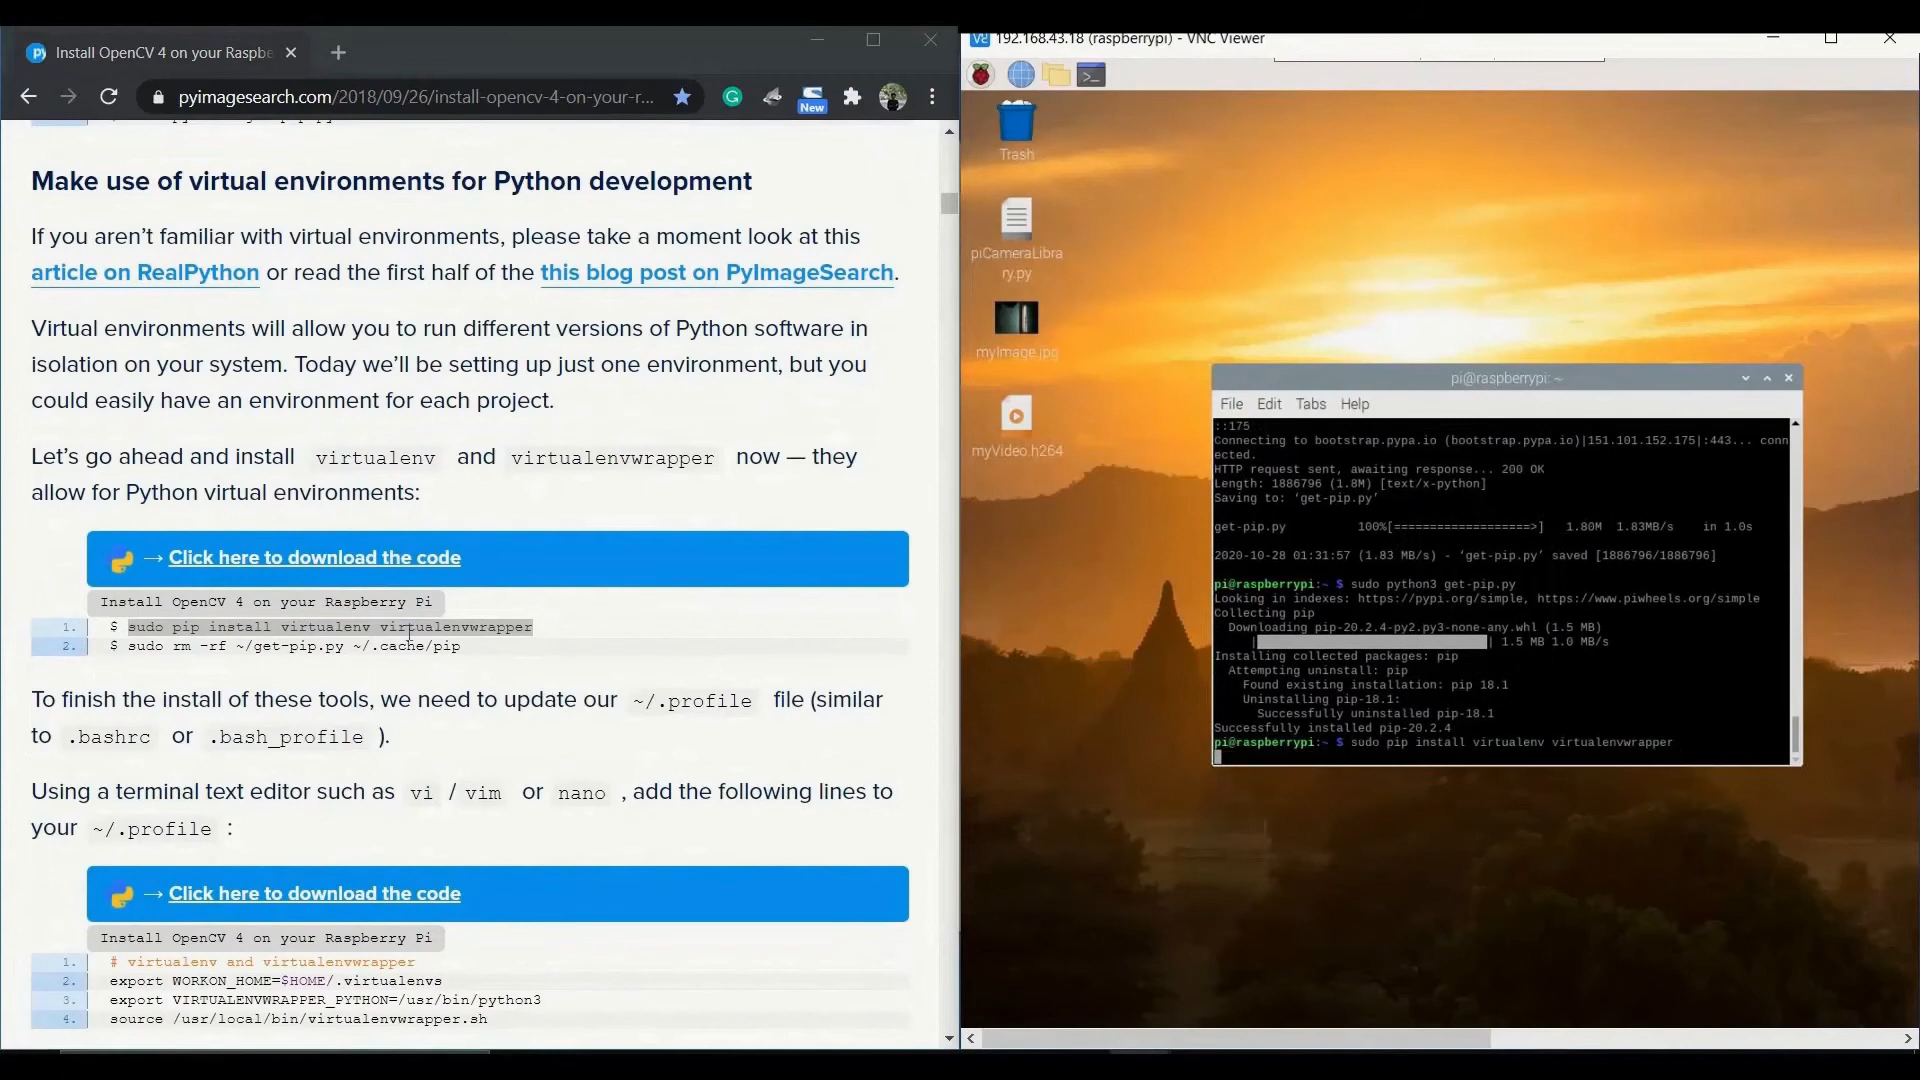 Install OpenCV 4 on your Raspbe
pyimagesearch.com/2018/09/26/install-opencv-4-on-your-r...
New
Make use of virtual environments for Python development
If you aren’t familiar with virtual environments, please take a moment look at this
article on RealPython or read the first half of the this blog post on PyImageSearch.
Virtual environments will allow you to run different versions of Python software in
isolation on your system. Today we’ll be setting up just one environment, but you
could easily have an environment for each project.
Let’s go ahead and install virtualenv and virtualenvwrapper now — they
allow for Python virtual environments:
→ Click here to download the code
Install OpenCV 4 on your Raspberry Pi
1. $ sudo pip install virtualenv virtualenvwrapper
2. $ sudo rm -rf ~/get-pip.py ~/.cache/pip
To finish the install of these tools, we need to update our ~/.profile file (similar
to .bashrc or .bash_profile ).
Using a terminal text editor such as vi / vim or nano , add the following lines to
your ~/.profile :
→ Click here to download the code
Install OpenCV 4 on your Raspberry Pi
1. # virtualenv and virtualenvwrapper
2. export WORKON_HOME=$HOME/.virtualenvs
3. export VIRTUALENVWRAPPER_PYTHON=/usr/bin/python3
4. source /usr/local/bin/virtualenvwrapper.sh
192.168.43.18 (raspberrypi) - VNC Viewer
Trash
piCameraLibra
ry.py
myImage.jpg
myVideo.h264
pi@raspberrypi: ~
File Edit Tabs Help
::175
Connecting to bootstrap.pypa.io (bootstrap.pypa.io)|151.101.152.175|:443... conn
ected.
HTTP request sent, awaiting response... 200 OK
Length: 1886796 (1.8M) [text/x-python]
Saving to: ‘get-pip.py’
get-pip.py 100%[===================>] 1.80M 1.83MB/s in 1.0s
2020-10-28 01:31:57 (1.83 MB/s) - ‘get-pip.py’ saved [1886796/1886796]
pi@raspberrypi:~ $ sudo python3 get-pip.py
Looking in indexes: https://pypi.org/simple, https://www.piwheels.org/simple
Collecting pip
Downloading pip-20.2.4-py2.py3-none-any.whl (1.5 MB)
| | 1.5 MB 1.0 MB/s
Installing collected packages: pip
Attempting uninstall: pip
Found existing installation: pip 18.1
Uninstalling pip-18.1:
Successfully uninstalled pip-18.1
Successfully installed pip-20.2.4
pi@raspberrypi:~ $ sudo pip install virtualenv virtualenvwrapper